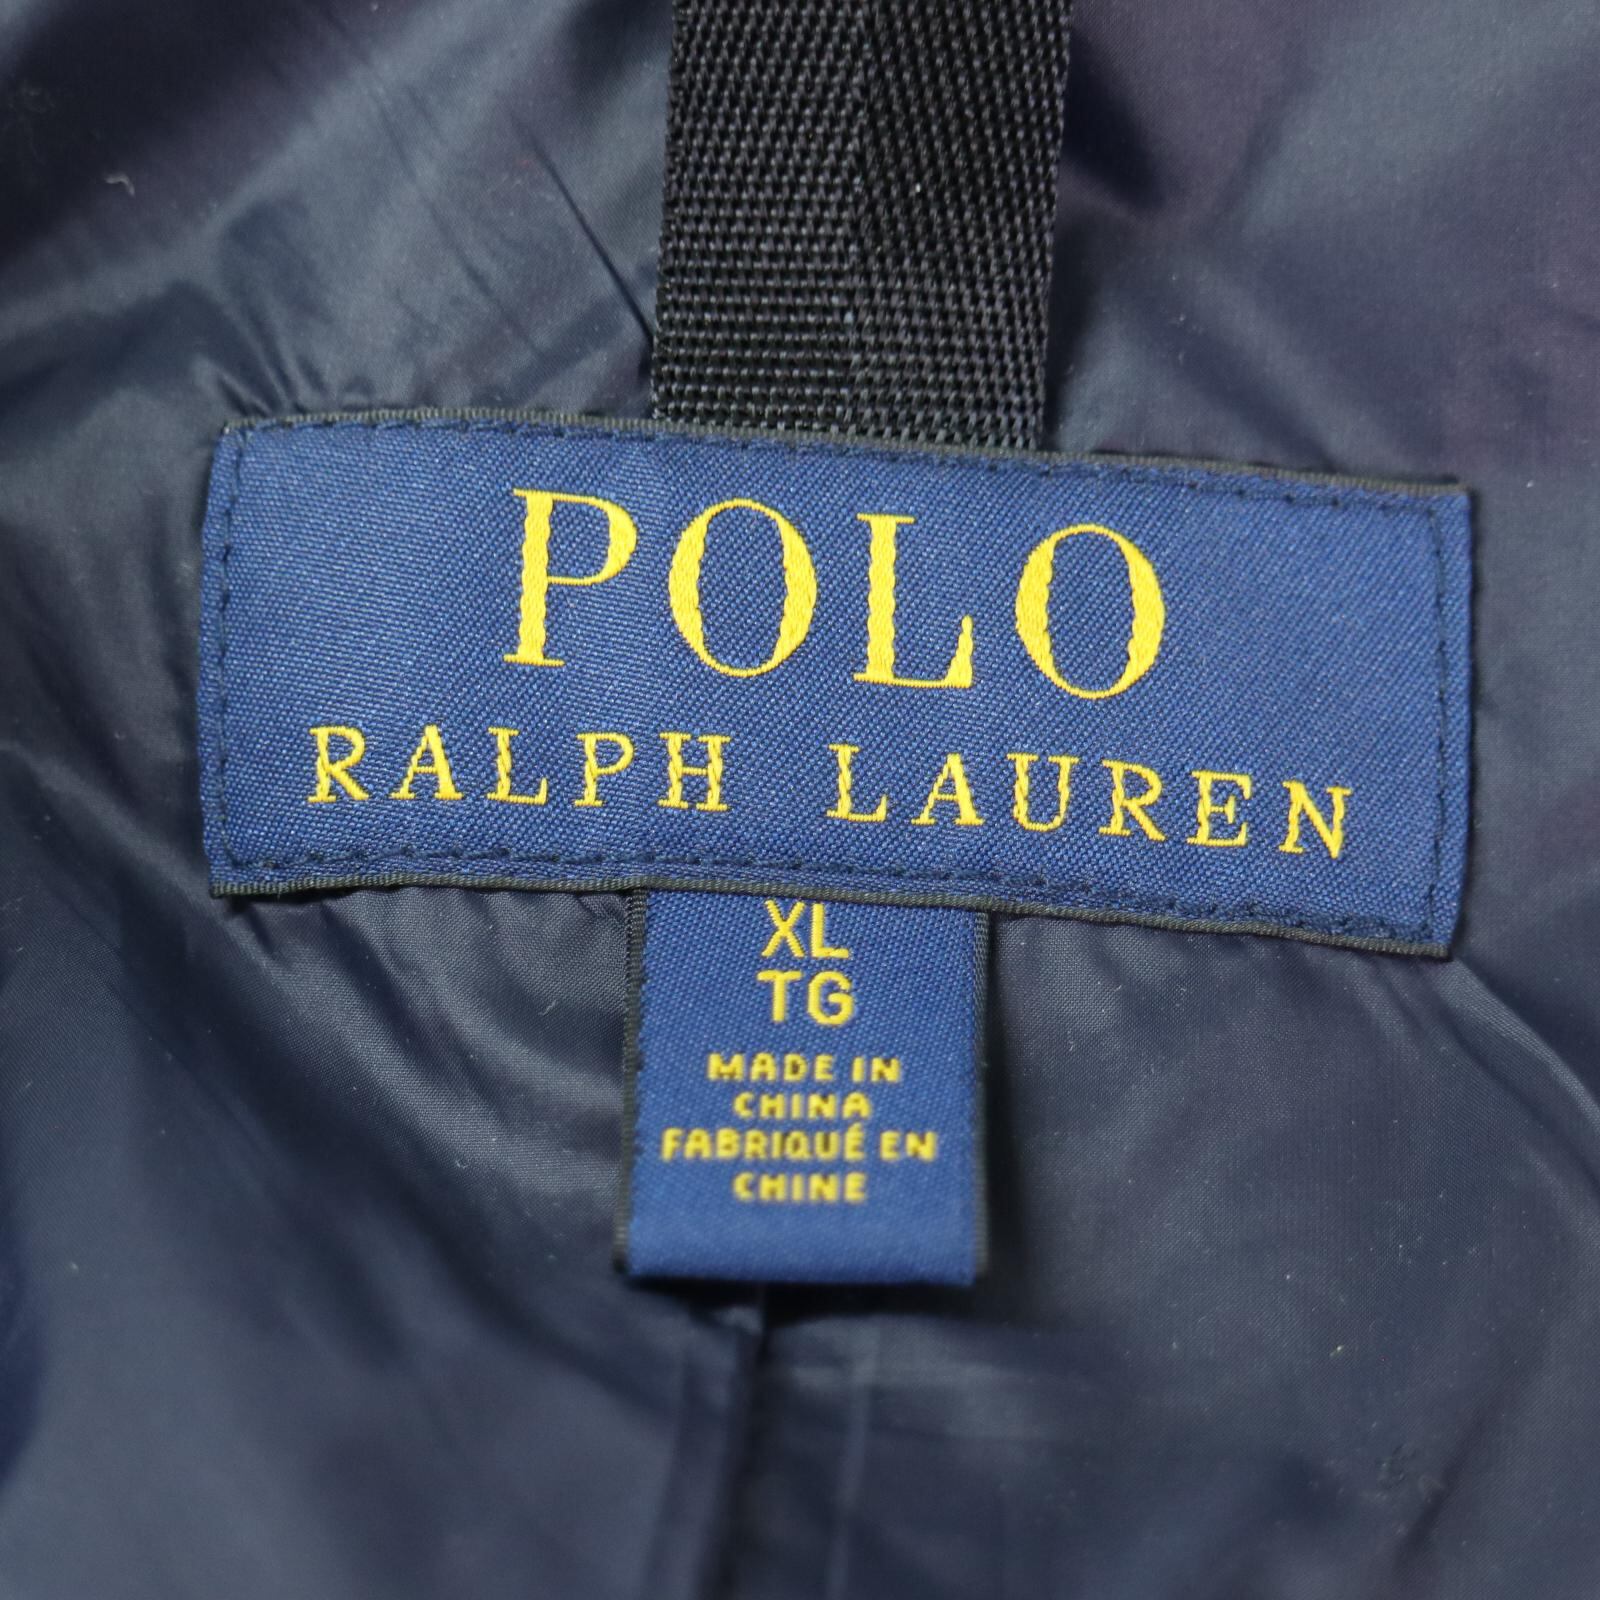 POLO
RALPH LAUREN
XL
TG
MADE IN
CHINA
FABRIQUÉ EN
CHINE